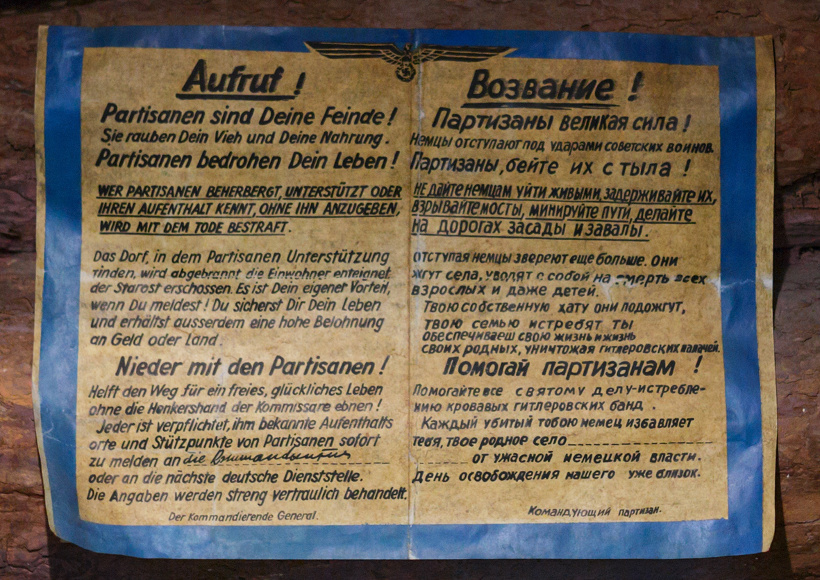 Aufruf !
Partisanen sind Deine Feinde !
Sie rauben Dein Vieh und Deine Nahrung .
Partisanen bedrohen Dein Leben !
WER PARTISANEN BEHERBERGT, UNTERSTÜTZT ODER
IHREN AUFENTHALT KENNT, OHNE IHN ANZUGEBEN,
WIRD MIT DEM TODE BESTRAFT .
Das Dorf, in dem Partisanen Unterstützung
finden, wird abgebrannt die Einwohner enteignet
der Starost erschossen. Es ist Dein eigener Vorteil,
wenn Du meldest ! Du sicherst Dir Dein Leben
und erhältst ausserdem eine hohe Belohnung
an Geld oder Land .
Nieder mit den Partisanen !
Helft den Weg für ein freies, glückliches Leben
ohne die Henkershand der Kommissare ebnen !
Jeder ist verpflichtet, ihm bekannte Aufenthalts
orte und Stützpunkte von Partisanen sofort
zu melden an die
oder an die nächste deutsche Dienststelle.
Die Angaben werden streng vertraulich behandelt.
Der Kommandierende General.
Воззвание !
Партизаны великая сила !
Немцы отступают под ударами советских воинов.
Партизаны, бейте их с тыла !
НЕ дайте немцам уйти живыми, задерживайте их,
взрывайте мосты, минируйте пути, делайте
на дорогах засады и завалы.
отступая немцы звереют еще больше. Они
жгут села, уводят с собой на смерть всех
взрослых и даже детей.
Твою собственную хату они подожгут,
твою семью истребят ты
обеспечиваеш свою жизнь и жизнь
своих родных, уничтожая гитлеровских палачей.
Помогай партизанам !
Помогайте все святому делу-истребле-
нию кровавых гитлеровских банд .
Каждый убитый тобою немец избавляет
тебя, твое родное село
от ужасной немецкой власти.
День освобождения нашего уже близок.
Командующий партизан.